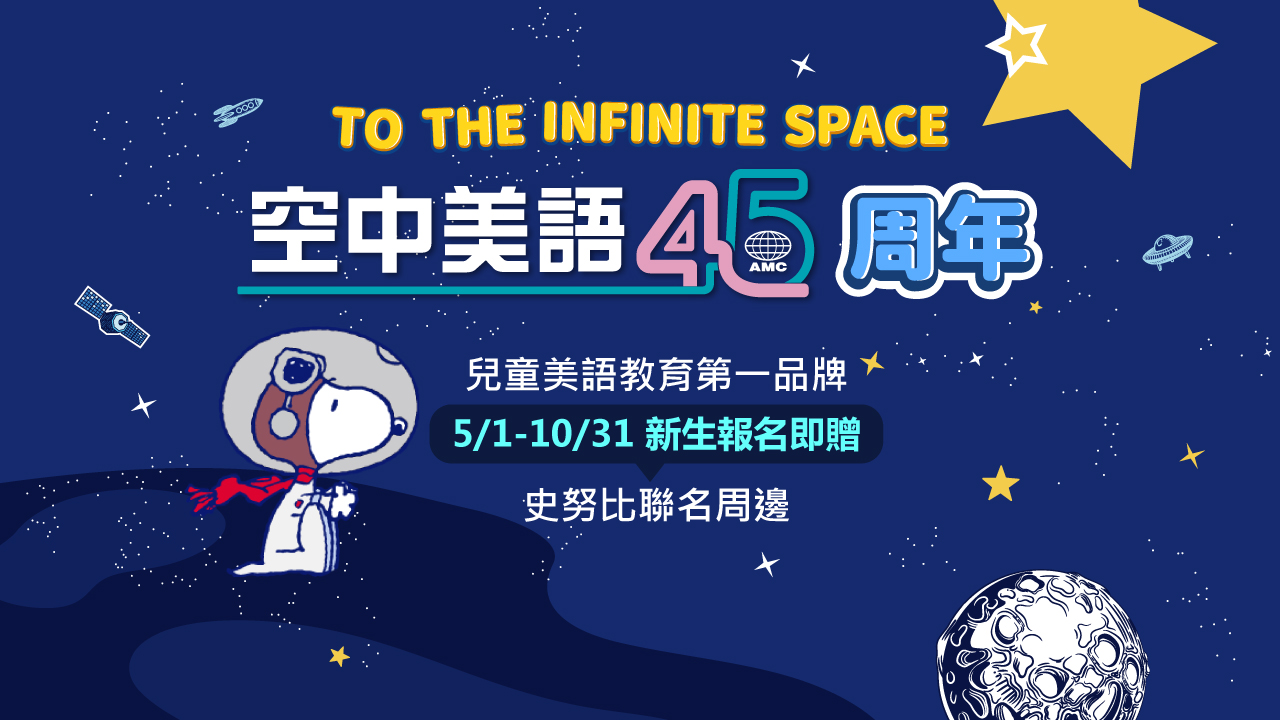 TO THE INFINITE SPACE
空中美語45周年
AMC
兒童美語教育第一品牌
5/1-10/31 新生報名即贈
史努比聯名周邊